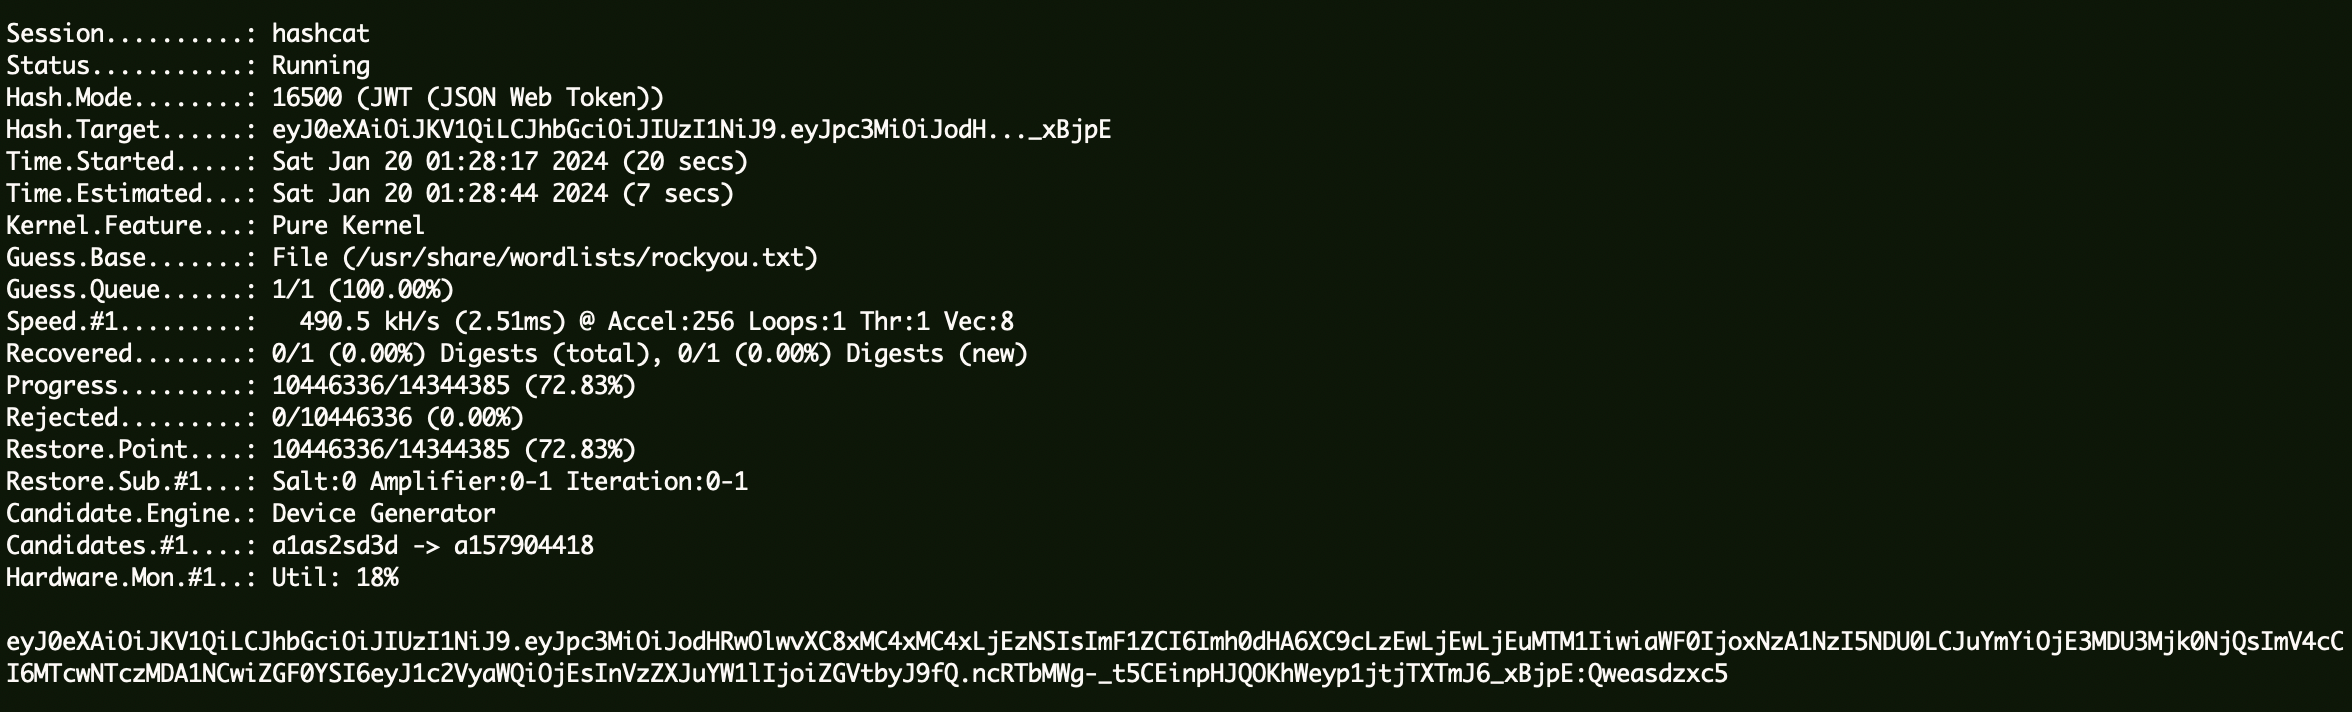 Session..........: hashcat
Status...........: Running
Hash.Mode........: 16500 (JWT (JSON Web Token))
Hash.Target......: eyJ0eXAiOiJKV1QiLCJhbGciOiJIUzI1NiJ9.eyJpc3MiOiJodH..._xBjpE
Time.Started.....: Sat Jan 20 01:28:17 2024 (20 secs)
Time.Estimated...: Sat Jan 20 01:28:44 2024 (7 secs)
Kernel.Feature...: Pure Kernel
Guess.Base.......: File (/usr/share/wordlists/rockyou.txt)
Guess.Queue......: 1/1 (100.00%)
Speed.#1.........:   490.5 kH/s (2.51ms) @ Accel:256 Loops:1 Thr:1 Vec:8
Recovered........: 0/1 (0.00%) Digests (total), 0/1 (0.00%) Digests (new)
Progress.........: 10446336/14344385 (72.83%)
Rejected.........: 0/10446336 (0.00%)
Restore.Point....: 10446336/14344385 (72.83%)
Restore.Sub.#1...: Salt:0 Amplifier:0-1 Iteration:0-1
Candidate.Engine.: Device Generator
Candidates.#1....: a1as2sd3d -> a157904418
Hardware.Mon.#1..: Util: 18%
eyJ0eXAiOiJKV1QiLCJhbGciOiJIUzI1NiJ9.eyJpc3MiOiJodHRwOlwvXC8xMC4xMC4xLjEzNSIsImF1ZCI6Imh0dHA6XC9cLzEwLjEwLjEuMTM1IiwiaWF0IjoxNzA1NzI5NDU0LCJuYmYiOjE3MDU3Mjk0NjQsImV4cC
I6MTcwNTczMDA1NCwiZGF0YSI6eyJ1c2VyaWQiOjEsInVzZXJuYW1lIjoiZGVtbyJ9fQ.ncRTbMWg-_t5CEinpHJQOKhWeyp1jtjTXTmJ6_xBjpE:Qweasdzxc5